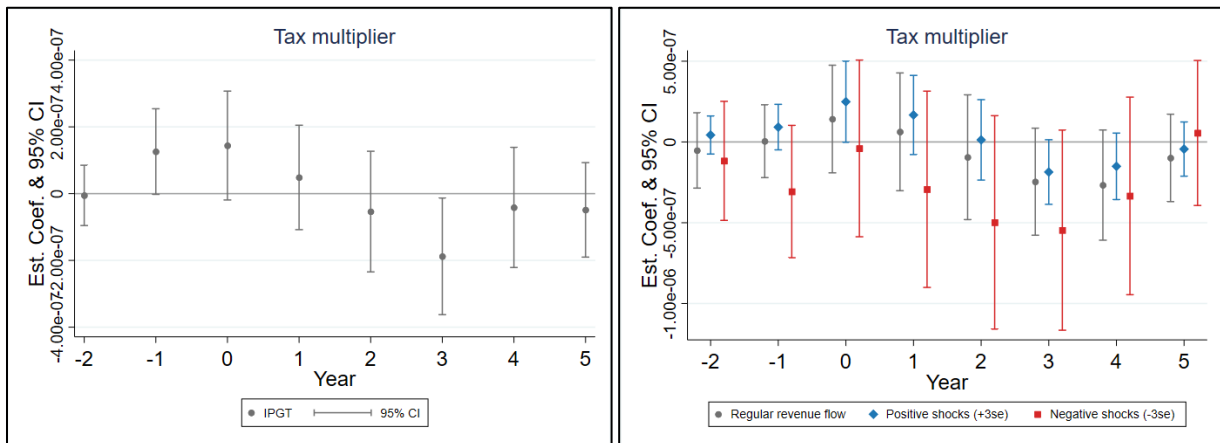 Tax multiplier
Est. Coef. & 95% CI
4.00e-07
2.00e-07
0
-2.00e-07
-4.00e-07
-2 -1 0 1 2 3 4 5
Year
IPGT 95% CI
Tax multiplier
Est. Coef. & 95% CI
5.00e-07
0
-5.00e-07
-1.00e-06
-2 -1 0 1 2 3 4 5
Year
Regular revenue flow Positive shocks (+3se) Negative shocks (-3se)